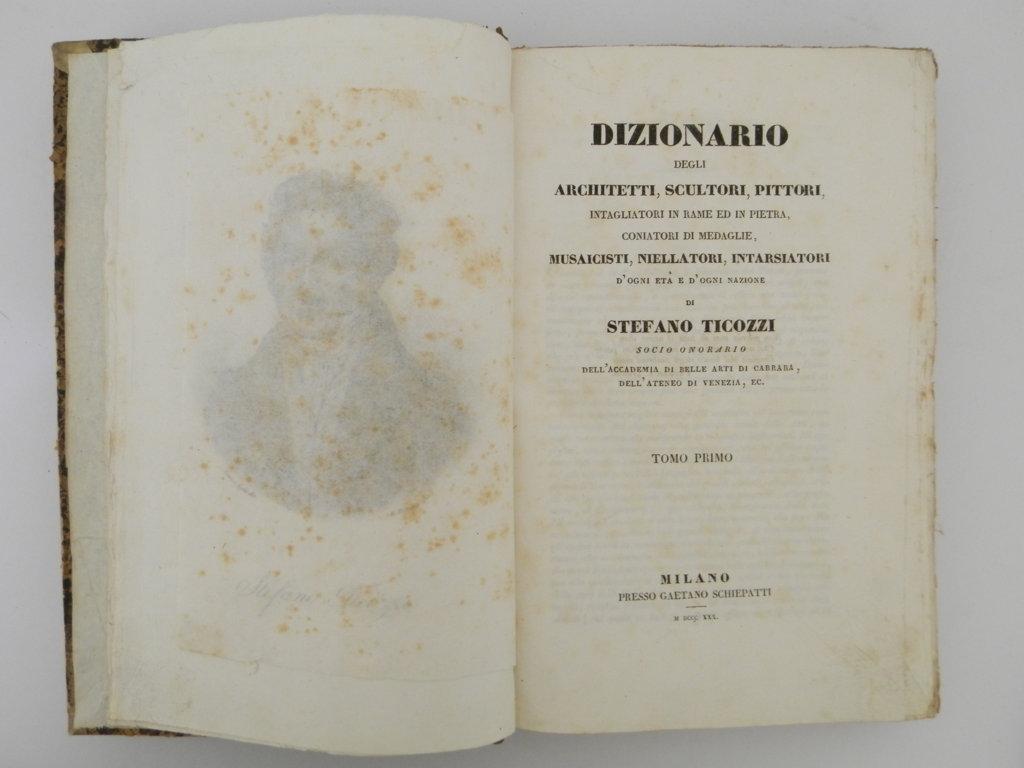 Stefano Ticozzi
DIZIONARIO
DEGLI
ARCHITETTI, SCULTORI, PITTORI,
INTAGLIATORI IN RAME ED IN PIETRA,
CONIATORI DI MEDAGLIE,
MUSAICISTI, NIELLATORI, INTARSIATORI
D'OGNI ETÀ E D'OGNI NAZIONE
DI
STEFANO TICOZZI
SOCIO ONORARIO
DELL'ACCADEMIA DI BELLE ARTI DI CARRARA,
DELL'ATENEO DI VENEZIA, EC.
TOMO PRIMO
MILANO
PRESSO GAETANO SCHIEPATTI
M DCCC XXX.